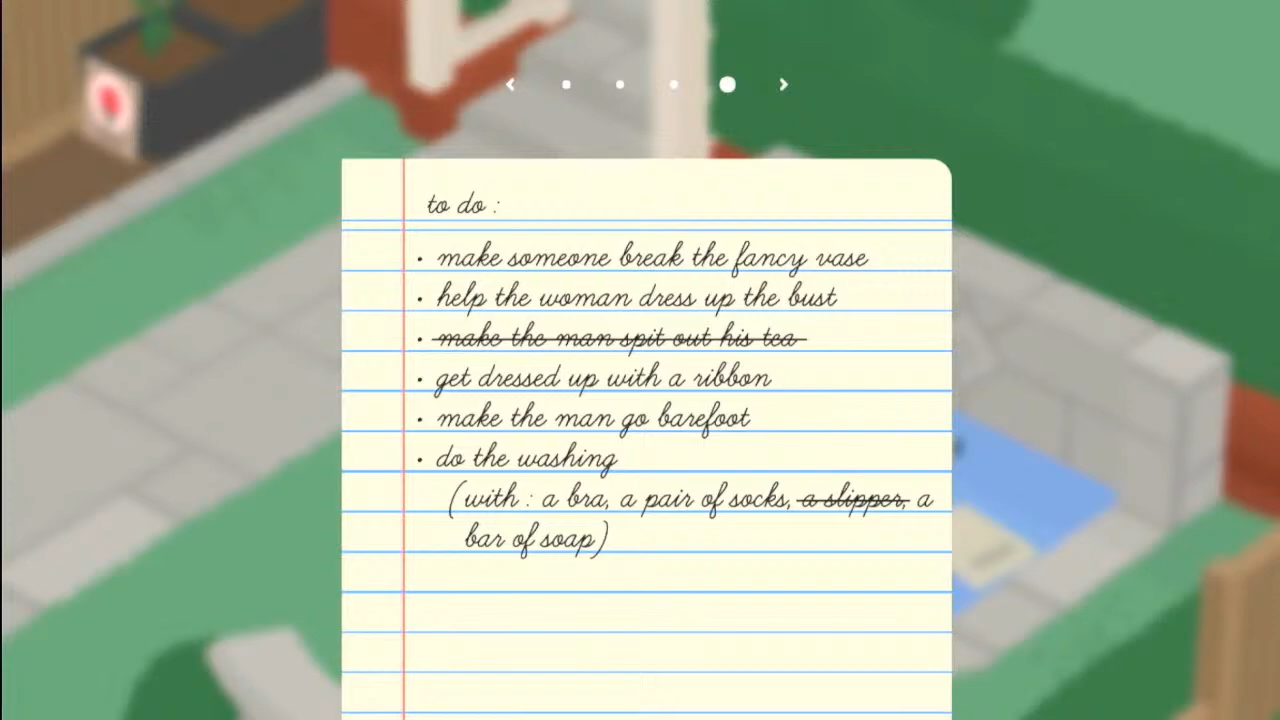 to do :
• make someone break the fancy vase
• help the woman dress up the bust
• make the man spit out his tea
• get dressed up with a ribbon
• make the man go barefoot
• do the washing
(with : a bra, a pair of socks, a slipper, a
bar of soap)